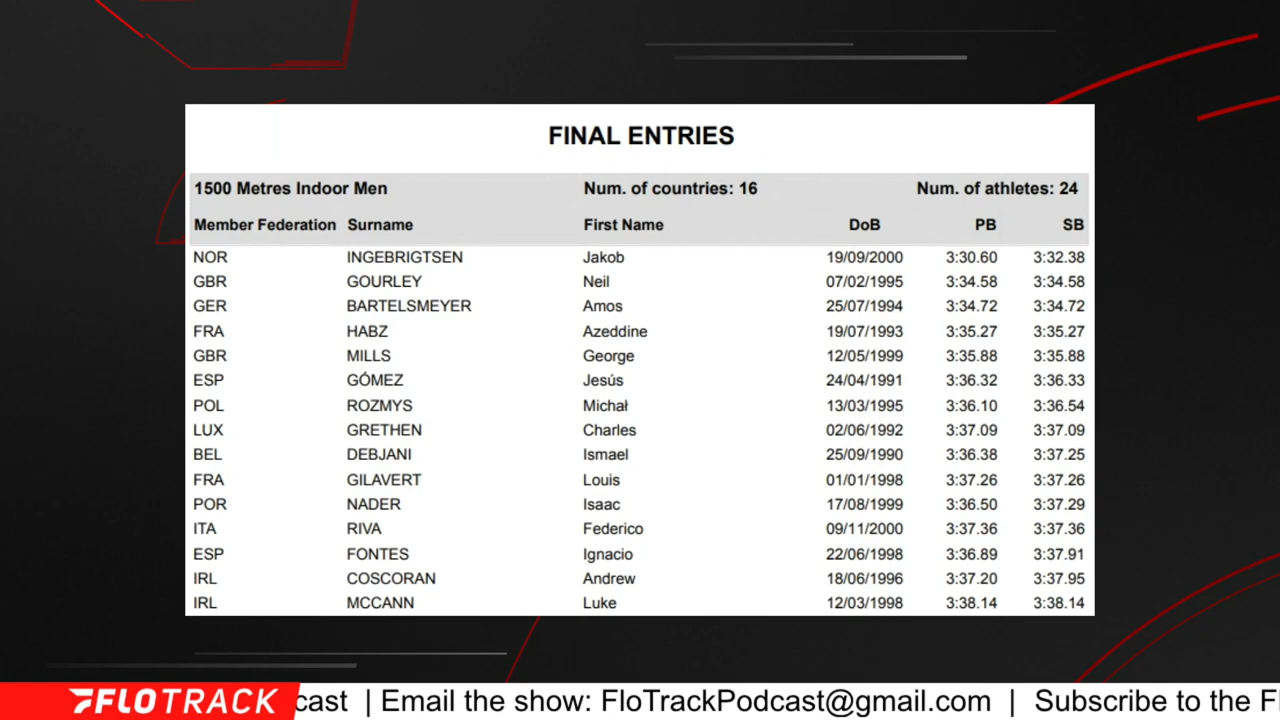 FINAL ENTRIES
1500 Metres Indoor Men Num. of countries: 16 Num. of athletes: 24
Member Federation Surname First Name DoB PB SB
NOR INGEBRIGTSEN Jakob 19/09/2000 3:30.60 3:32.38
GBR GOURLEY Neil 07/02/1995 3:34.58 3:34.58
GER BARTELSMEYER Amos 25/07/1994 3:34.72 3:34.72
FRA HABZ Azeddine 19/07/1993 3:35.27 3:35.27
GBR MILLS George 12/05/1999 3:35.88 3:35.88
ESP GÓMEZ Jesús 24/04/1991 3:36.32 3:36.33
POL ROZMYS Michał 13/03/1995 3:36.10 3:36.54
LUX GRETHEN Charles 02/06/1992 3:37.09 3:37.09
BEL DEBJANI Ismael 25/09/1990 3:36.38 3:37.25
FRA GILAVERT Louis 01/01/1998 3:37.26 3:37.26
POR NADER Isaac 17/08/1999 3:36.50 3:37.29
ITA RIVA Federico 09/11/2000 3:37.36 3:37.36
ESP FONTES Ignacio 22/06/1998 3:36.89 3:37.91
IRL COSCORAN Andrew 18/06/1996 3:37.20 3:37.95
IRL MCCANN Luke 12/03/1998 3:38.14 3:38.14
FLOTRACK cast | Email the show: FloTrackPodcast@gmail.com | Subscribe to the Fl